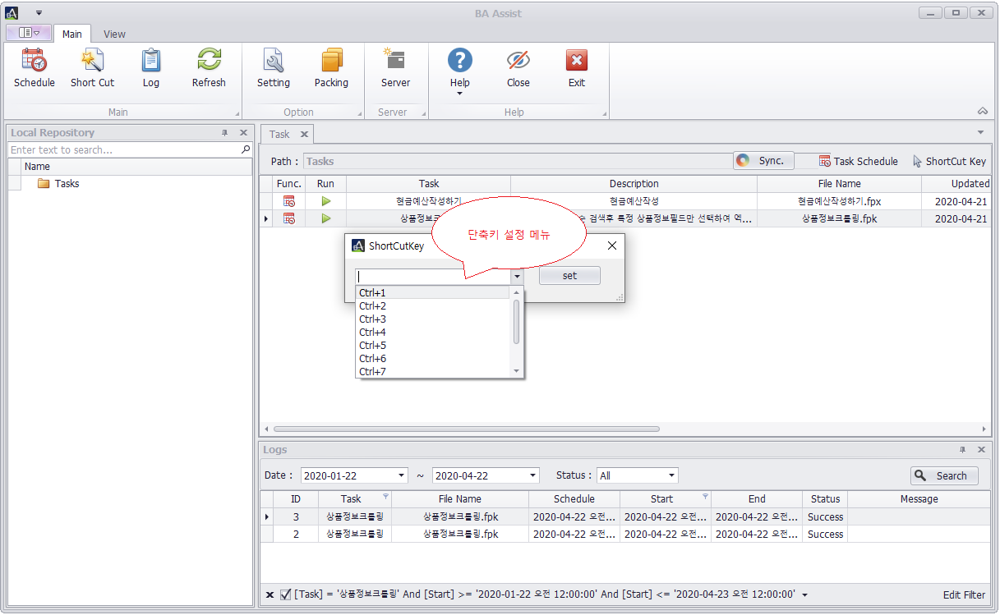 BA Assist
Main View
Schedule Short Cut Log Refresh Setting Packing Server Help Close Exit
Main Option Server Help
Local Repository
Enter text to search...
Name
Tasks
Task
Path : Tasks Sync. Task Schedule ShortCut Key
Func. Run Task Description File Name Updated
현금예산작성하기 현금예산작성 현금예산작성하기.fpx 2020-04-21
상품정보크 검색후 특정 상품정보필드만 선택하여 엑... 상품정보크롤링.fpk 2020-04-21
단축키 설정 메뉴
ShortCutKey
set
Ctrl+1
Ctrl+2
Ctrl+3
Ctrl+4
Ctrl+5
Ctrl+6
Ctrl+7
Logs
Date : 2020-01-22 ~ 2020-04-22 Status : All Search
ID Task File Name Schedule Start End Status Message
3 상품정보크롤링 상품정보크롤링.fpk 2020-04-22 오전... 2020-04-22 오전... 2020-04-22 오전... Success
2 상품정보크롤링 상품정보크롤링.fpk 2020-04-22 오전... 2020-04-22 오전... 2020-04-22 오전... Success
[Task] = '상품정보크롤링' And [Start] >= '2020-01-22 오전 12:00:00' And [Start] <= '2020-04-23 오전 12:00:00' Edit Filter